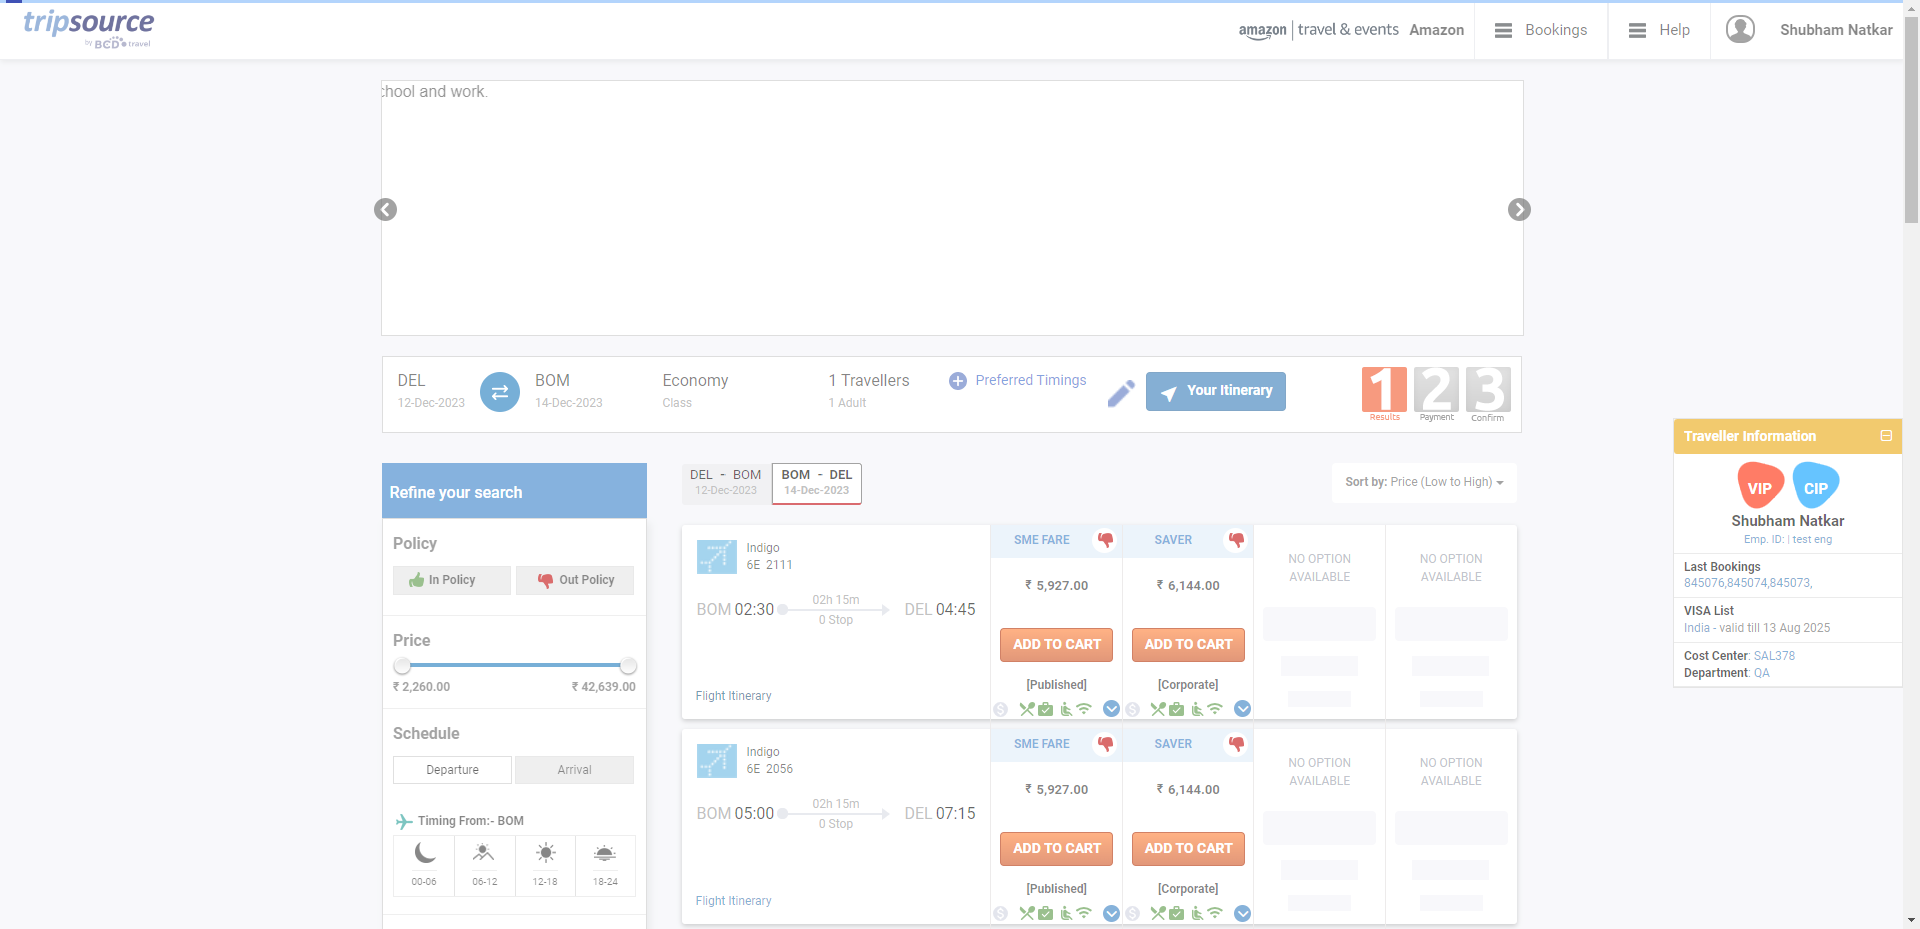 tripsource
by BCD travel
amazon | travel & events Amazon
Bookings
Help
Shubham Natkar
chool and work.
DEL
12-Dec-2023
BOM
14-Dec-2023
Economy
Class
1 Travellers
1 Adult
Preferred Timings
Your Itinerary
1 2 3
Results Payment Confirm
Traveller Information
VIP CIP
Shubham Natkar
Emp. ID: | test eng
Last Bookings
845076,845074,845073,
VISA List
India - valid till 13 Aug 2025
Cost Center: SAL378
Department: QA
Refine your search
Policy
In Policy Out Policy
Price
₹ 2,260.00 ₹ 42,639.00
Schedule
Departure Arrival
Timing From:- BOM
00-06 06-12 12-18 18-24
DEL - BOM
12-Dec-2023
BOM - DEL
14-Dec-2023
Sort by: Price (Low to High)
Indigo
6E 2111
BOM 02:30
02h 15m
0 Stop
DEL 04:45
Flight Itinerary
SME FARE
₹ 5,927.00
ADD TO CART
[Published]
SAVER
₹ 6,144.00
ADD TO CART
[Corporate]
NO OPTION
AVAILABLE
NO OPTION
AVAILABLE
Indigo
6E 2056
BOM 05:00
02h 15m
0 Stop
DEL 07:15
Flight Itinerary
SME FARE
₹ 5,927.00
ADD TO CART
[Published]
SAVER
₹ 6,144.00
ADD TO CART
[Corporate]
NO OPTION
AVAILABLE
NO OPTION
AVAILABLE